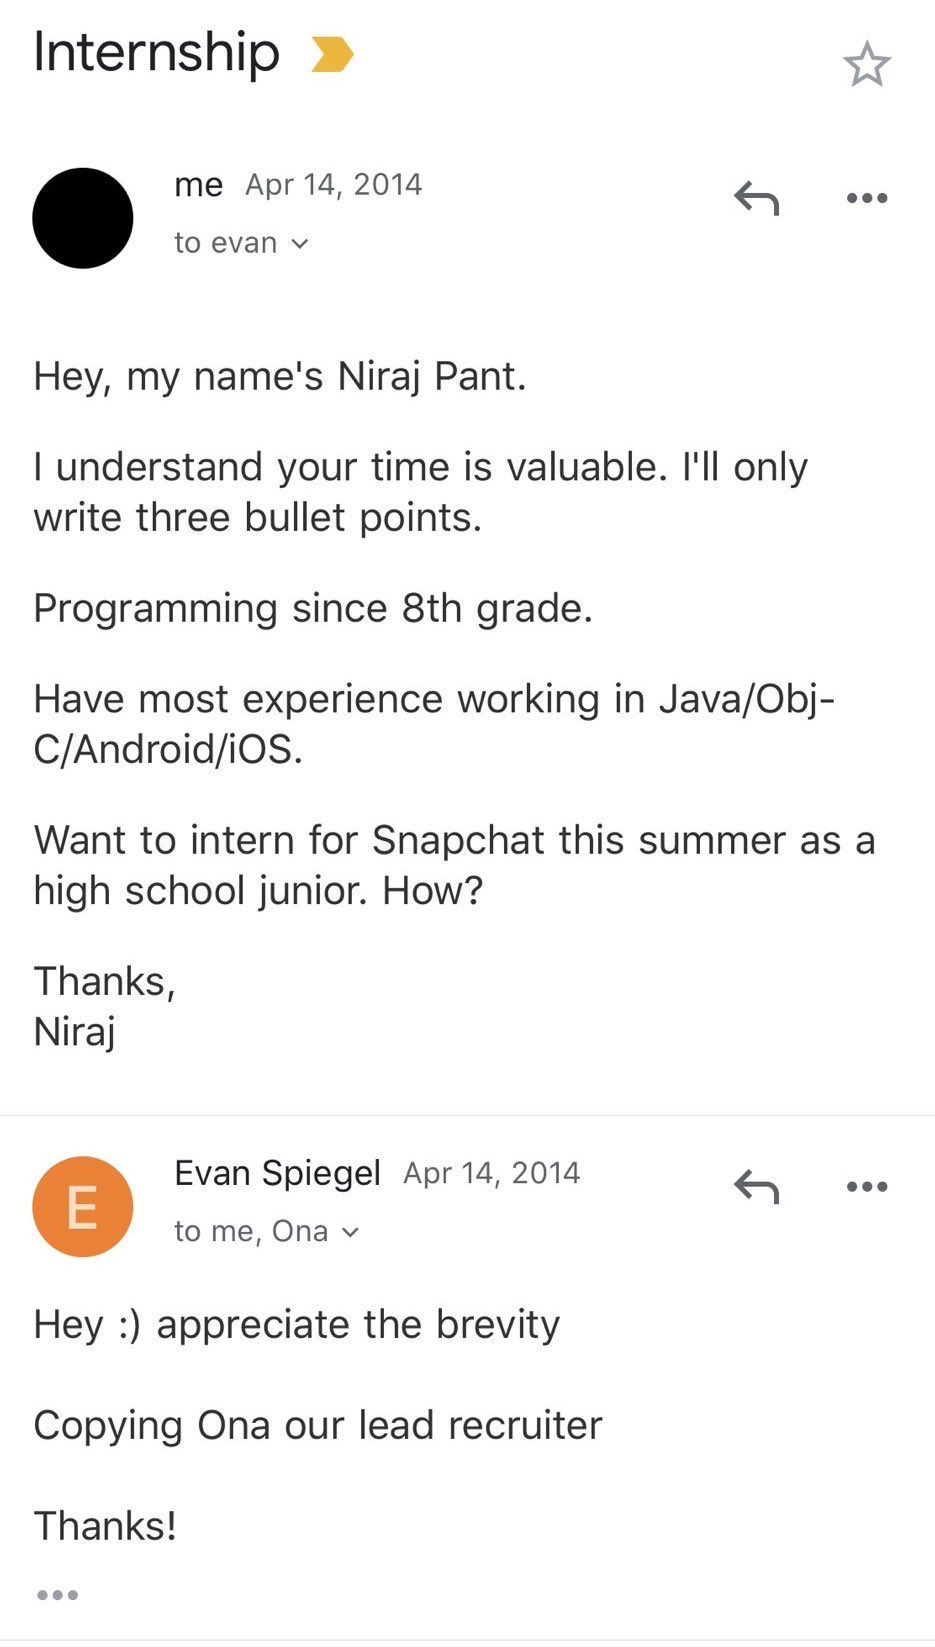 Internship
me Apr 14, 2014
to evan
Hey, my name's Niraj Pant.
I understand your time is valuable. I'll only
write three bullet points.
Programming since 8th grade.
Have most experience working in Java/Obj-
C/Android/iOS.
Want to intern for Snapchat this summer as a
high school junior. How?
Thanks,
Niraj
E
Evan Spiegel Apr 14, 2014
to me, Ona
Hey :) appreciate the brevity
Copying Ona our lead recruiter
Thanks!